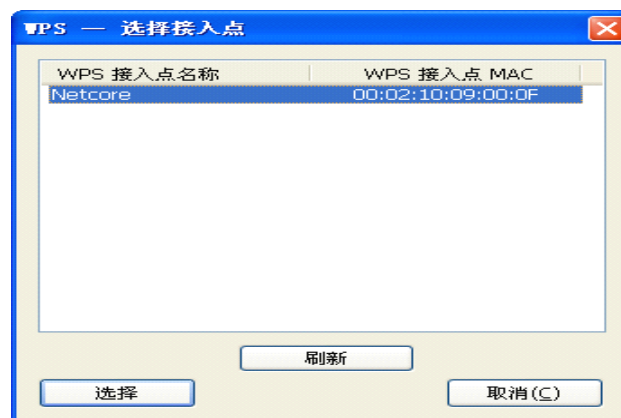 WPS — 选择接入点
WPS 接入点名称 WPS 接入点 MAC
Netcore 00:02:10:09:00:0F
刷新
选择 取消(C)